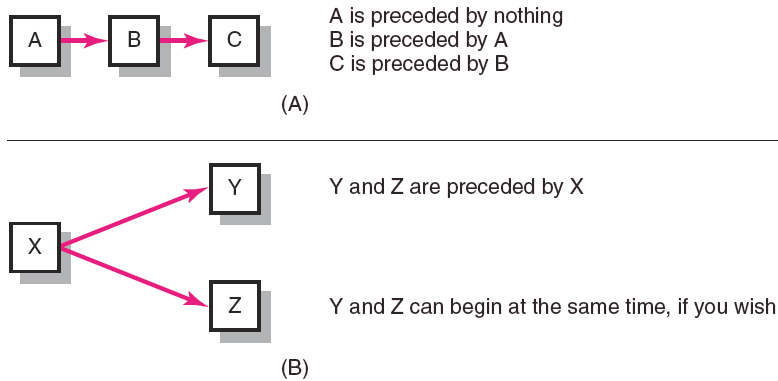 A B C
A is preceded by nothing
B is preceded by A
C is preceded by B
(A)
Y
Y and Z are preceded by X
X
Z
Y and Z can begin at the same time, if you wish
(B)